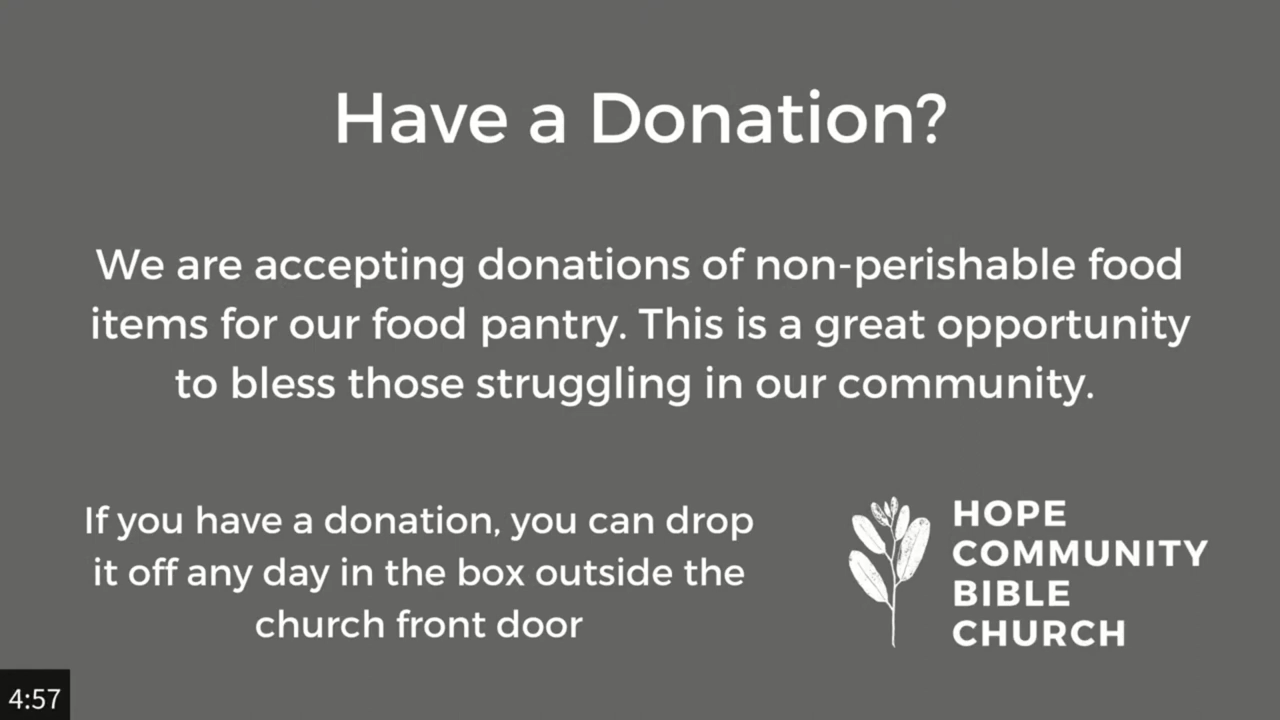 Have a Donation?
We are accepting donations of non-perishable food
items for our food pantry. This is a great opportunity
to bless those struggling in our community.
If you have a donation, you can drop
it off any day in the box outside the
church front door
HOPE
COMMUNITY
BIBLE
CHURCH
4:57